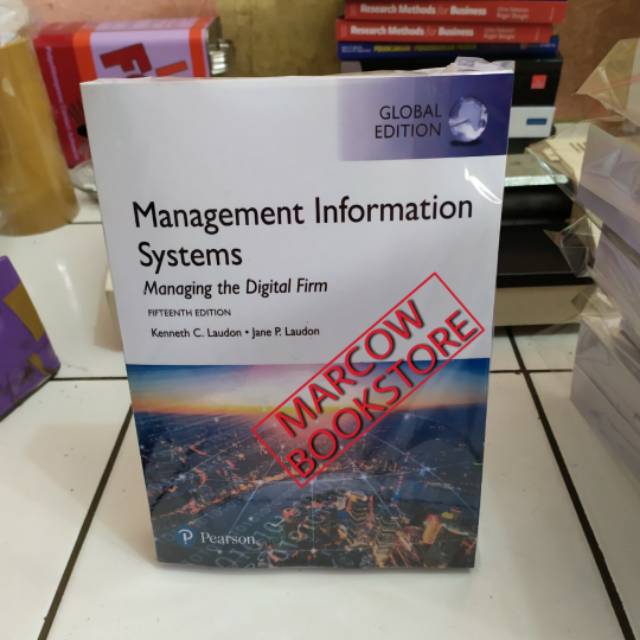 Research Methods for Business
Research Methods for Business
GLOBAL
EDITION
Management Information
Systems
Managing the Digital Firm
FIFTEENTH EDITION
Kenneth C. Laudon • Jane P. Laudon
MARCOW
BOOKSTORE
Pearson